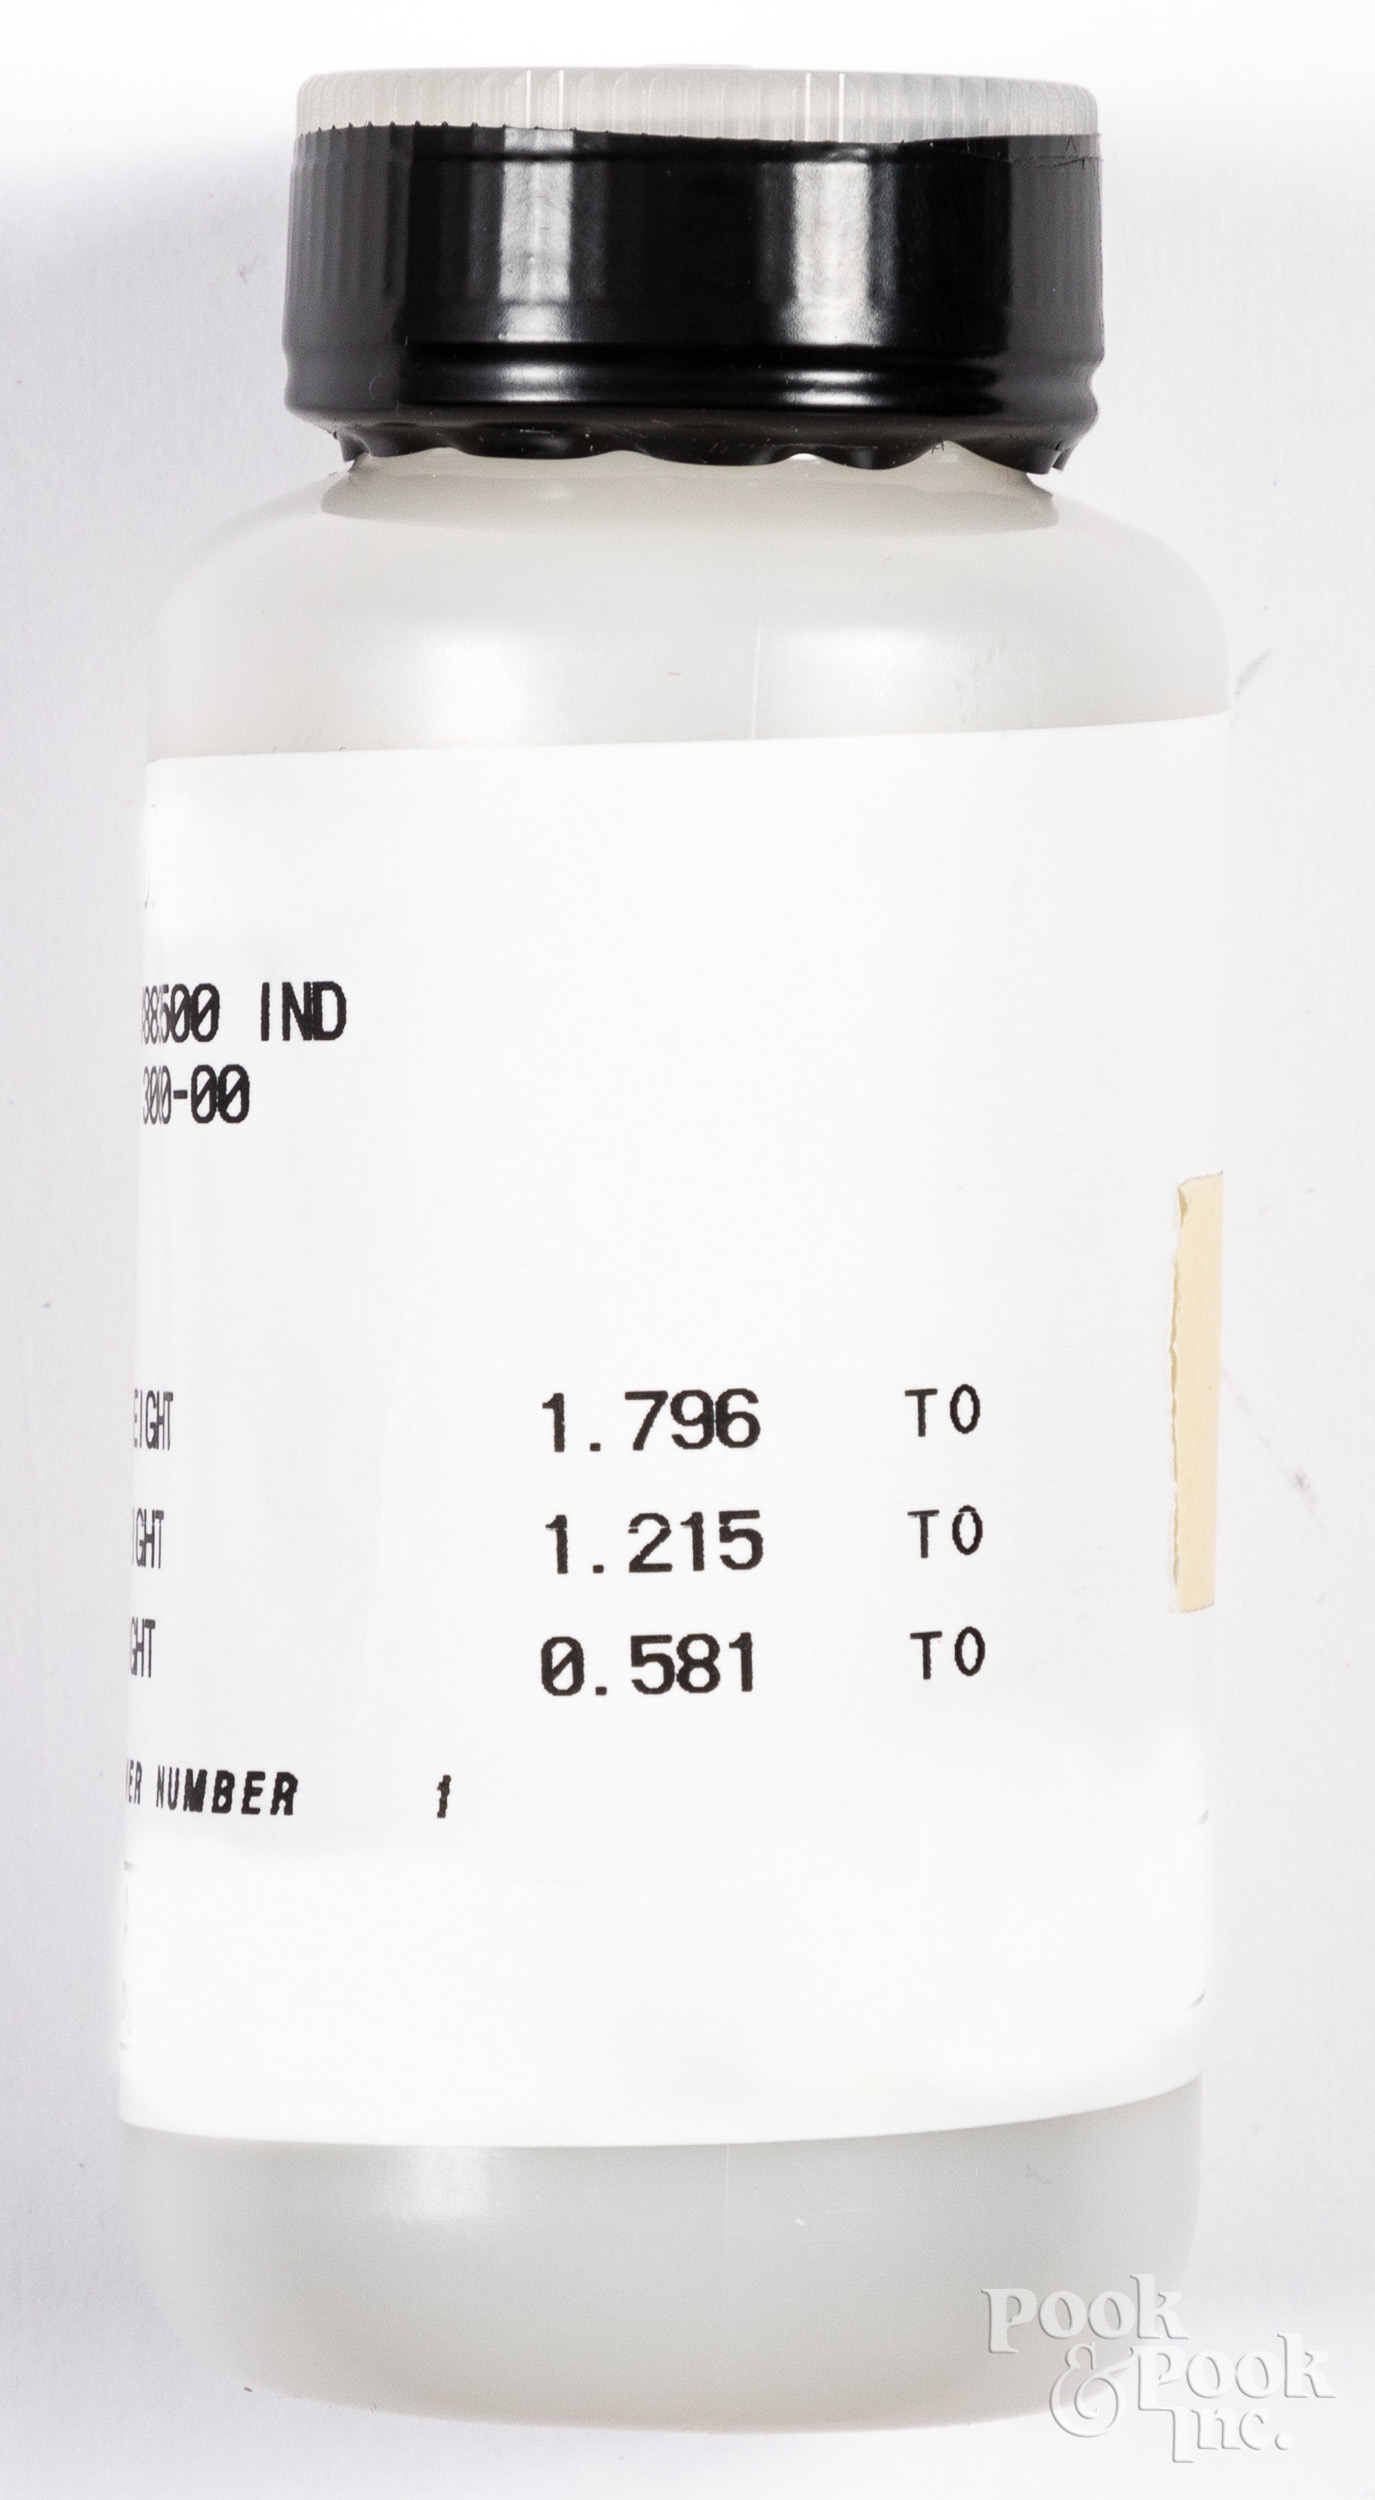 500 IND
300-00
EIGHT 1.796 TO
IGHT 1.215 TO
GHT 0.581 TO
ER NUMBER 1
Pook
& Pook
Inc.